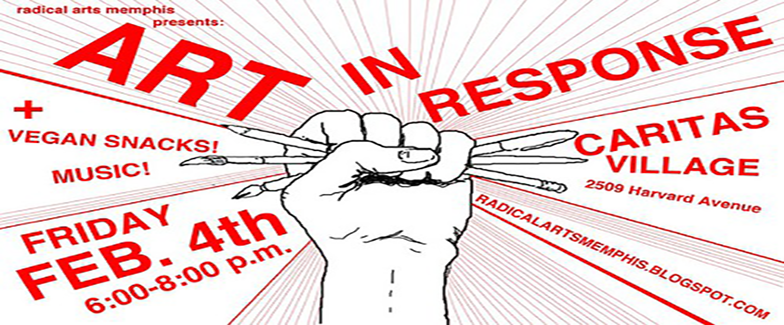 radical arts memphis
presents:
ART IN RESPONSE
+
VEGAN SNACKS!
MUSIC!
FRIDAY
FEB. 4th
6:00-8:00 p.m.
CARITAS
VILLAGE
2509 Harvard Avenue
RADICALARTSMEMPHIS.BLOGSPOT.COM